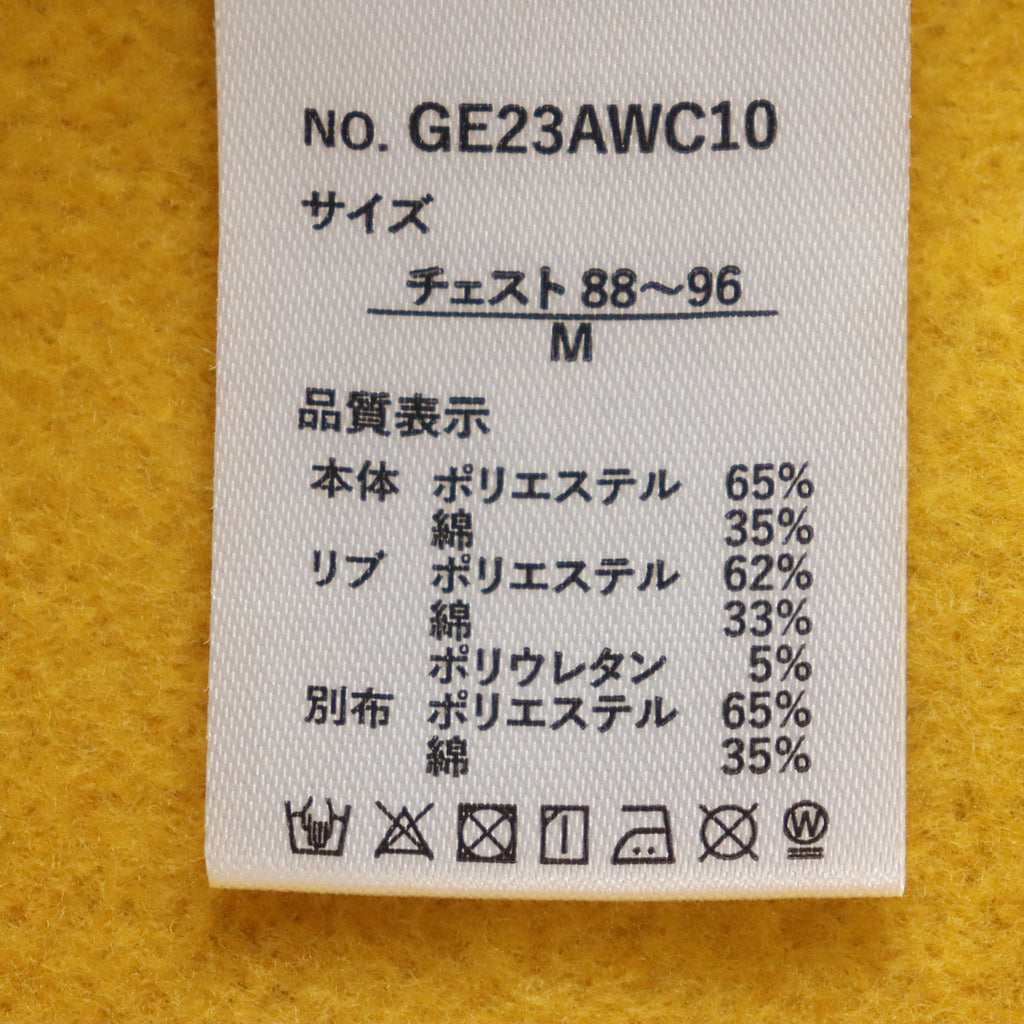 NO. GE23AWC10
サイズ
チェスト 88～96
M
品質表示
本体 ポリエステル 65%
綿 35%
リブ ポリエステル 62%
綿 33%
ポリウレタン 5%
別布 ポリエステル 65%
綿 35%
W